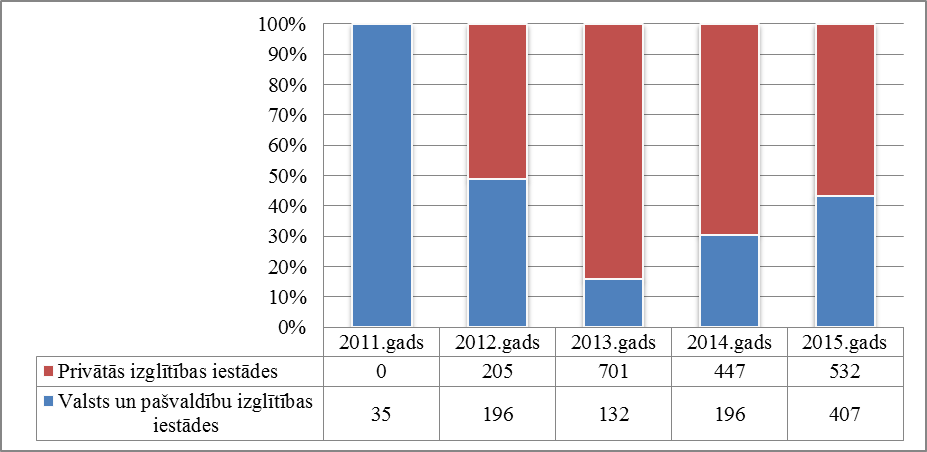 100%
90%
80%
70%
60%
50%
40%
30%
20%
10%
0%
2011.gads 2012.gads 2013.gads 2014.gads 2015.gads
Privātās izglītības iestādes 0 205 701 447 532
Valsts un pašvaldību izglītības
iestādes 35 196 132 196 407